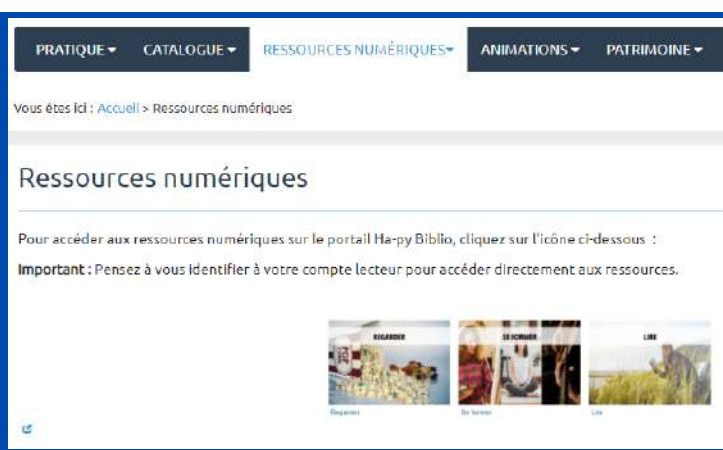 PRATIQUE CATALOGUE RESSOURCES NUMÉRIQUES ANIMATIONS PATRIMOINE
Vous êtes ici : Accueil > Ressources numériques
Ressources numériques
Pour accéder aux ressources numériques sur le portail Ha-py Biblio, cliquez sur l'icône ci-dessous :
Important : Pensez à vous identifier à votre compte lecteur pour accéder directement aux ressources.
REGARDER SE FORMER LIRE
Regarder Se former Lire